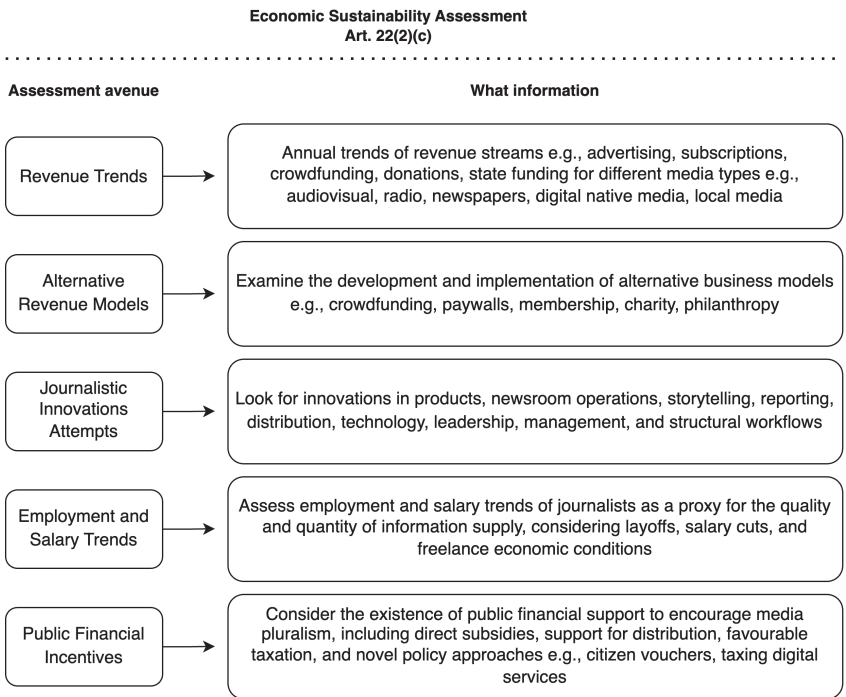 Economic Sustainability Assessment
Art. 22(2)(c)
Assessment avenue
What information
Revenue Trends
Annual trends of revenue streams e.g., advertising, subscriptions,
crowdfunding, donations, state funding for different media types e.g.,
audiovisual, radio, newspapers, digital native media, local media
Alternative
Revenue Models
Examine the development and implementation of alternative business models
e.g., crowdfunding, paywalls, membership, charity, philanthropy
Journalistic
Innovations
Attempts
Look for innovations in products, newsroom operations, storytelling, reporting,
distribution, technology, leadership, management, and structural workflows
Employment and
Salary Trends
Assess employment and salary trends of journalists as a proxy for the quality
and quantity of information supply, considering layoffs, salary cuts, and
freelance economic conditions
Public Financial
Incentives
Consider the existence of public financial support to encourage media
pluralism, including direct subsidies, support for distribution, favourable
taxation, and novel policy approaches e.g., citizen vouchers, taxing digital
services